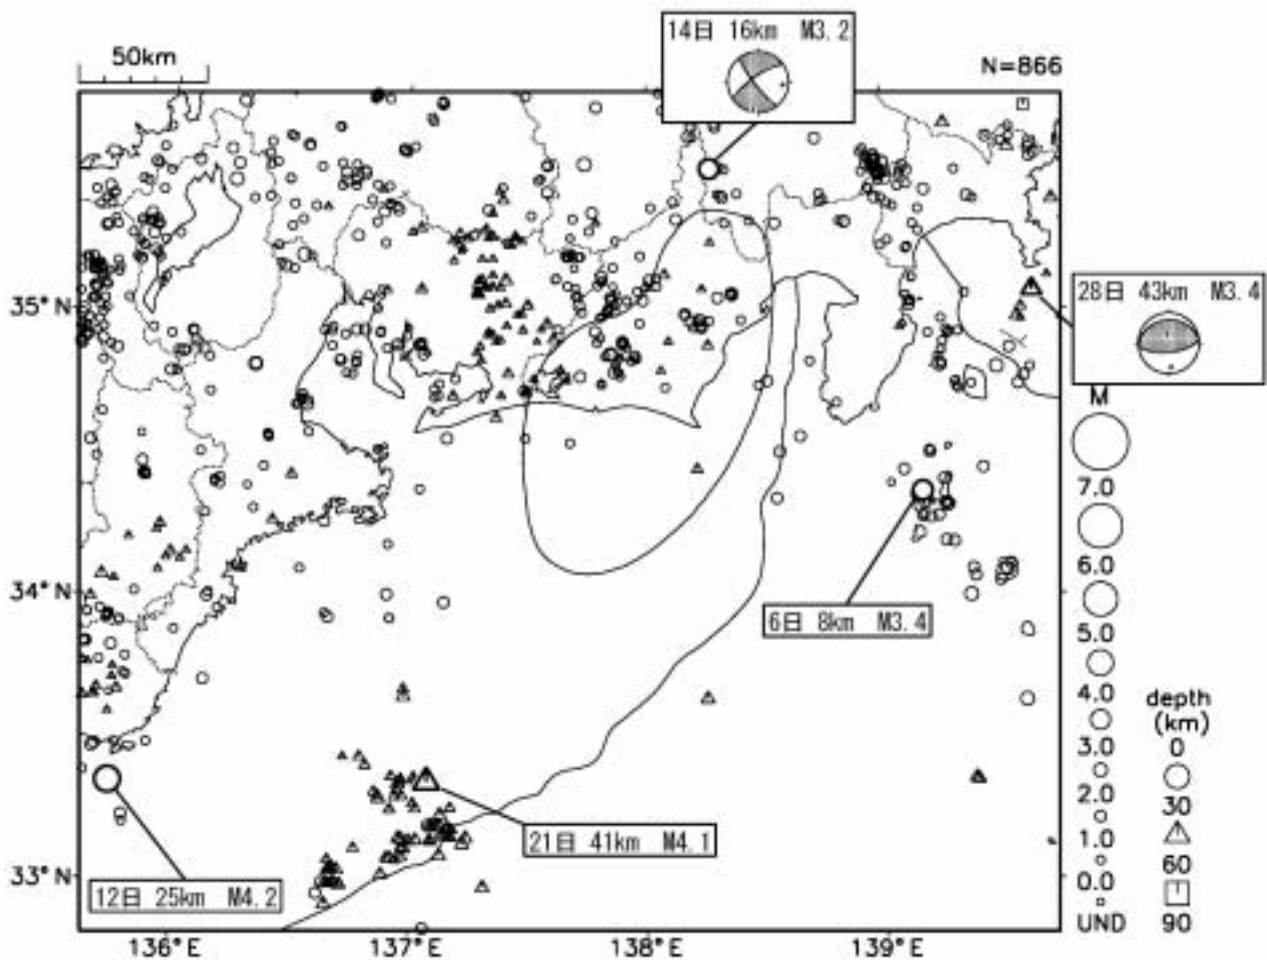 14日 16km M3.2
50km
N=866
35°N
28日 43km M3.4
M
7.0
6.0
5.0
4.0
3.0
2.0
1.0
0.0
UND
depth
(km)
0
30
60
90
34°N
6日 8km M3.4
21日 41km M4.1
33°N
12日 25km M4.2
136°E
137°E
138°E
139°E